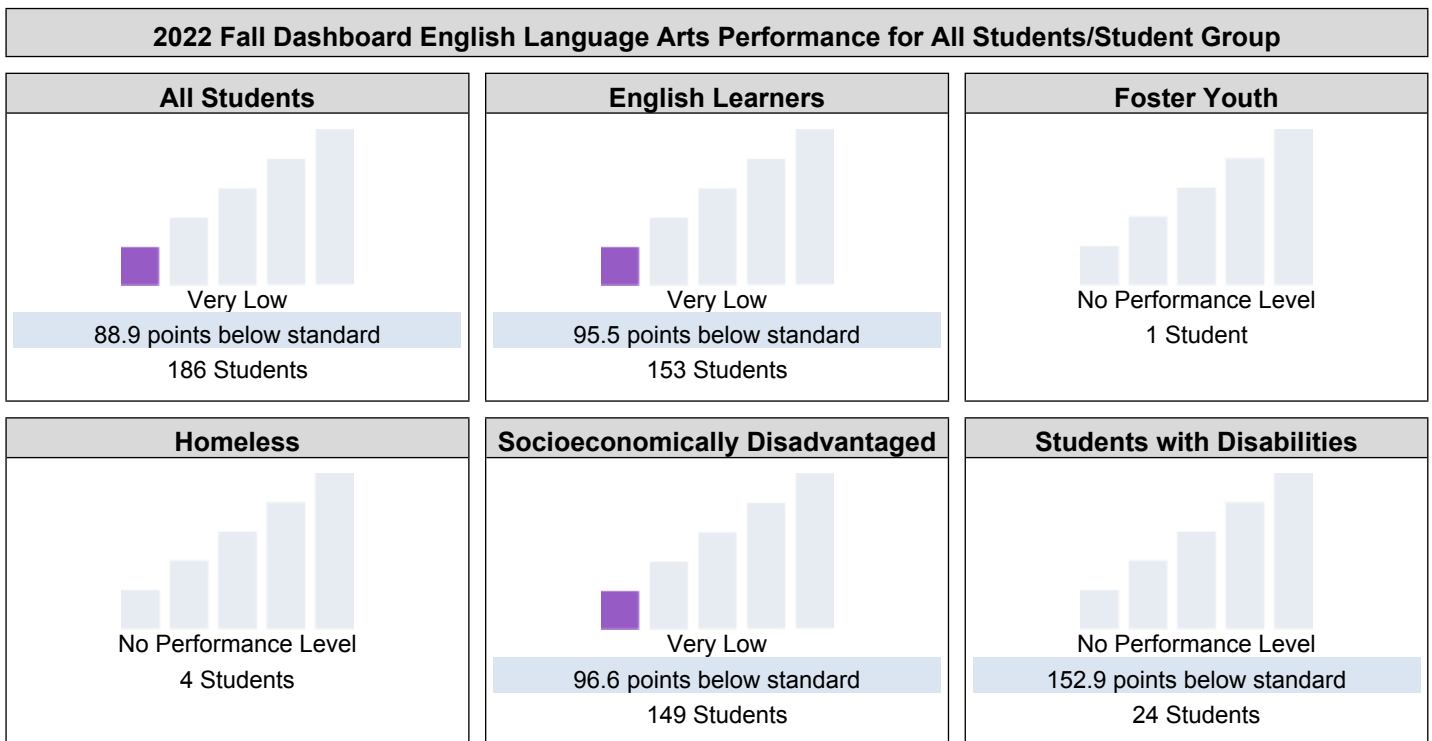 2022 Fall Dashboard English Language Arts Performance for All Students/Student Group
All Students
Very Low
88.9 points below standard
186 Students
English Learners
Very Low
95.5 points below standard
153 Students
Foster Youth
No Performance Level
1 Student
Homeless
No Performance Level
4 Students
Socioeconomically Disadvantaged
Very Low
96.6 points below standard
149 Students
Students with Disabilities
No Performance Level
152.9 points below standard
24 Students